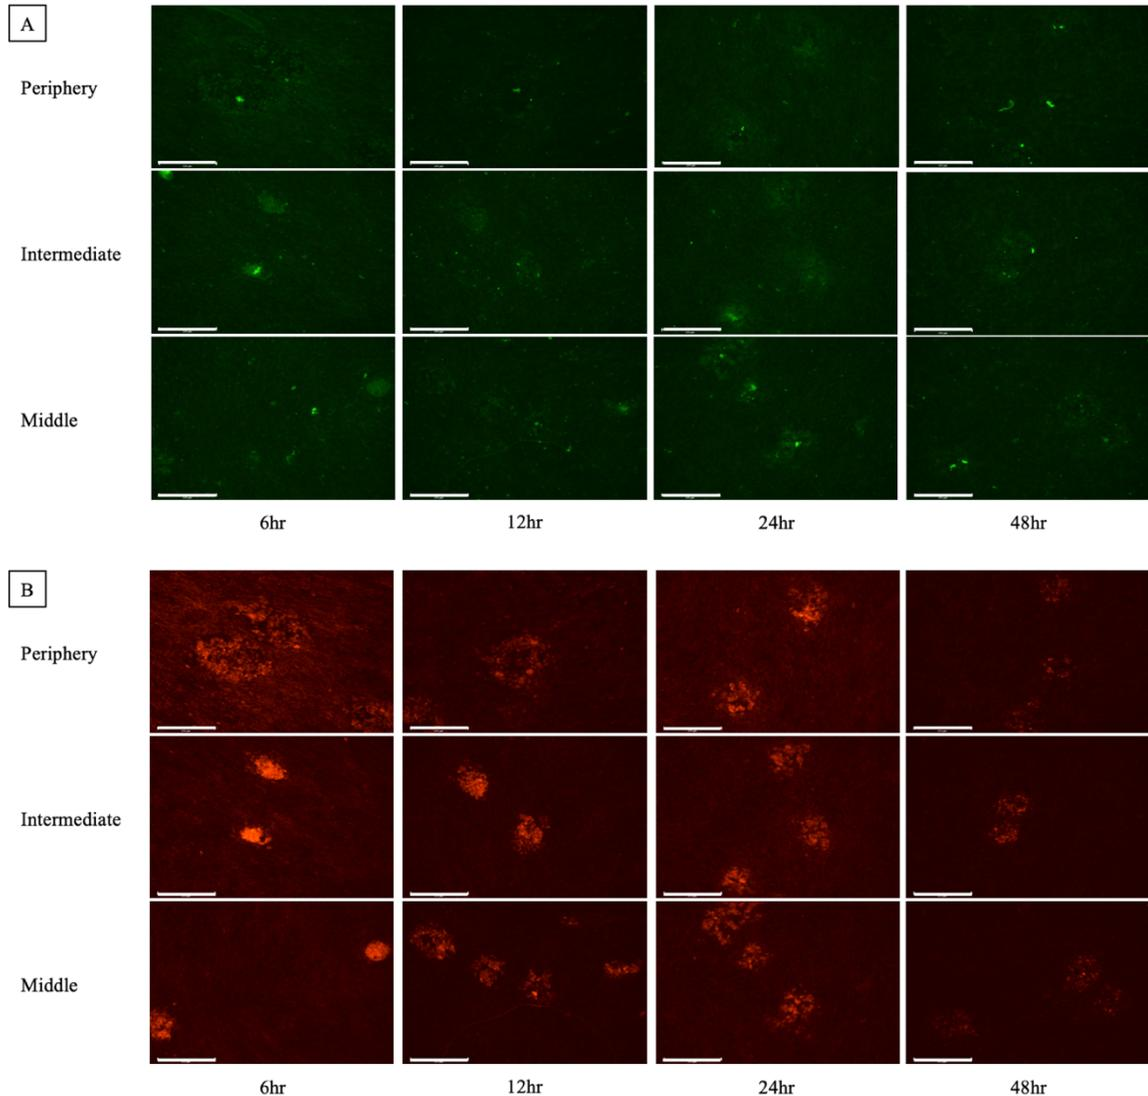 A
Periphery
Intermediate
Middle
6hr 12hr 24hr 48hr
B
Periphery
Intermediate
Middle
6hr 12hr 24hr 48hr